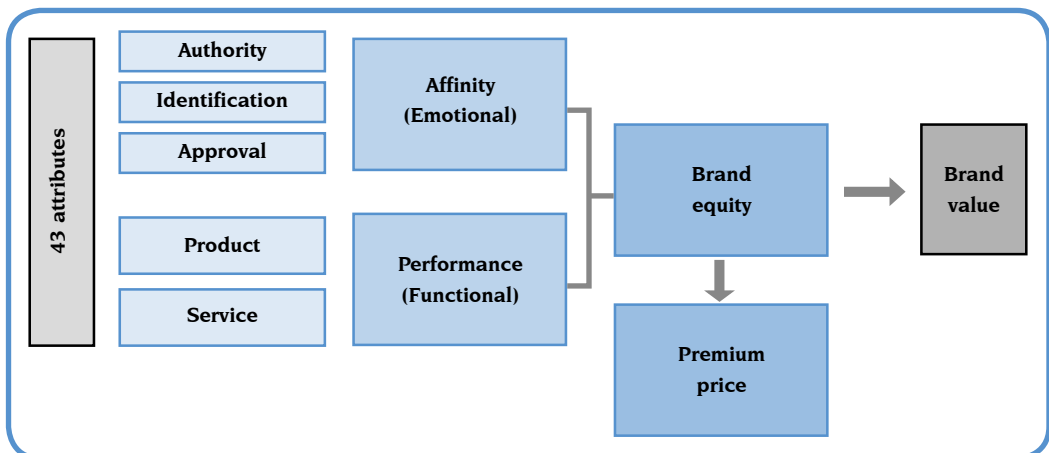 43 attributes
Authority
Identification
Approval
Product
Service
Affinity
(Emotional)
Performance
(Functional)
Brand
equity
Premium
price
Brand
value